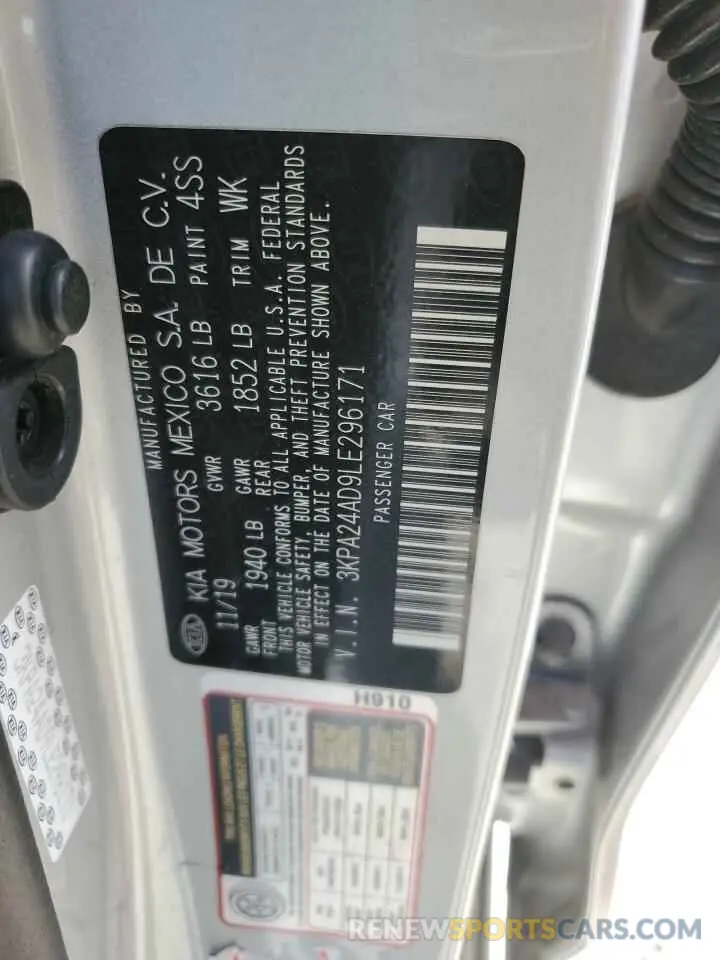 MANUFACTURED BY
KIA KIA MOTORS MEXICO S.A. DE C.V.
11/19 GVWR 3616 LB PAINT 4SS
GAWR FRONT 1940 LB GAWR REAR 1852 LB TRIM WK
THIS VEHICLE CONFORMS TO ALL APPLICABLE U.S.A. FEDERAL
MOTOR VEHICLE SAFETY, BUMPER, AND THEFT PREVENTION STANDARDS
IN EFFECT ON THE DATE OF MANUFACTURE SHOWN ABOVE.
V.I.N. 3KPA24AD9LE296171
PASSENGER CAR
H910
RENEWSPORTSCARS.COM